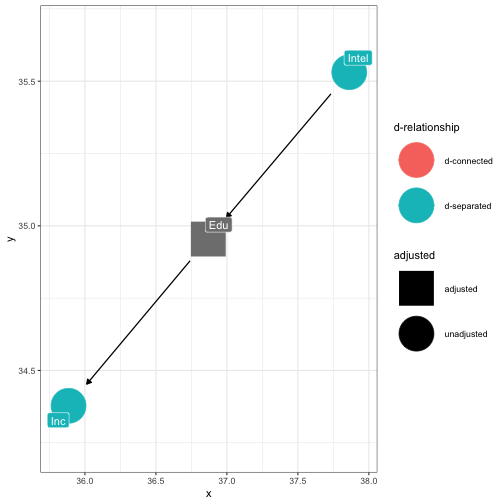 Intel
Edu
Inc
35.5
35.0
34.5
y
36.0 36.5 37.0 37.5 38.0
x
d-relationship
d-connected
d-separated
adjusted
adjusted
unadjusted